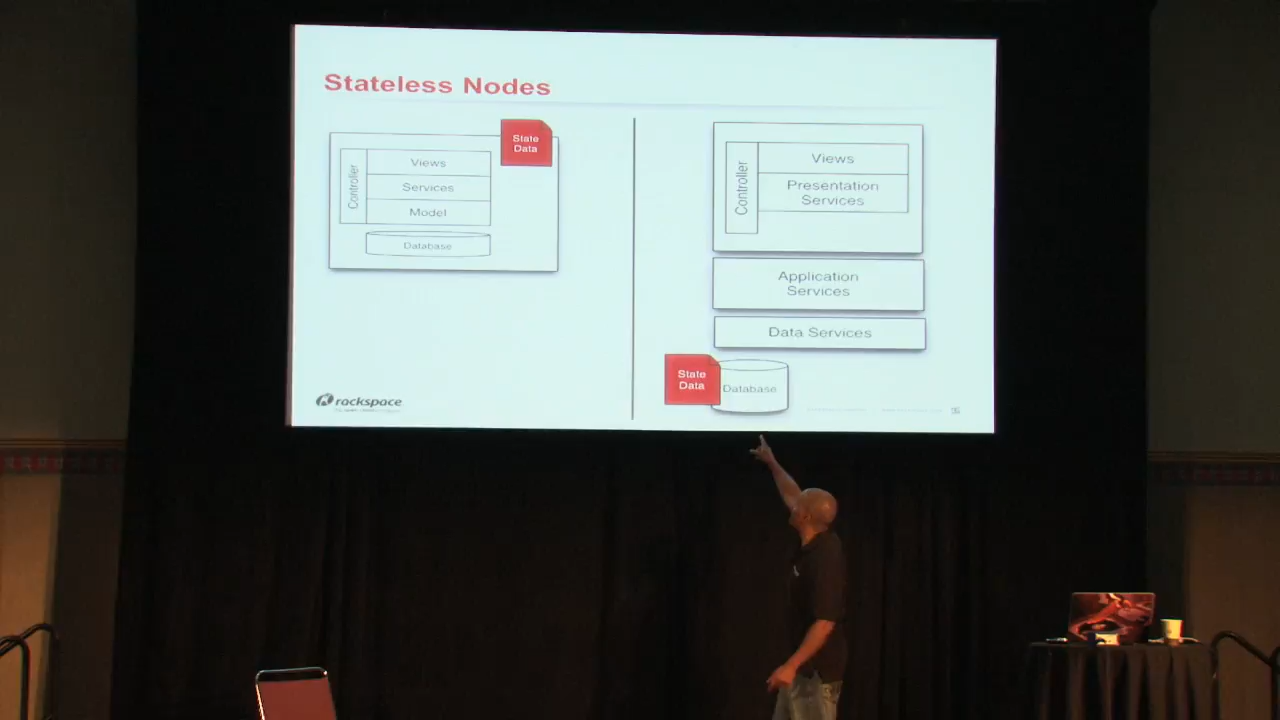 Stateless Nodes
State
Data
Controller
Views
Services
Model
Database
rackspace
Controller
Views
Presentation
Services
Application
Services
Data Services
State
Data
Database